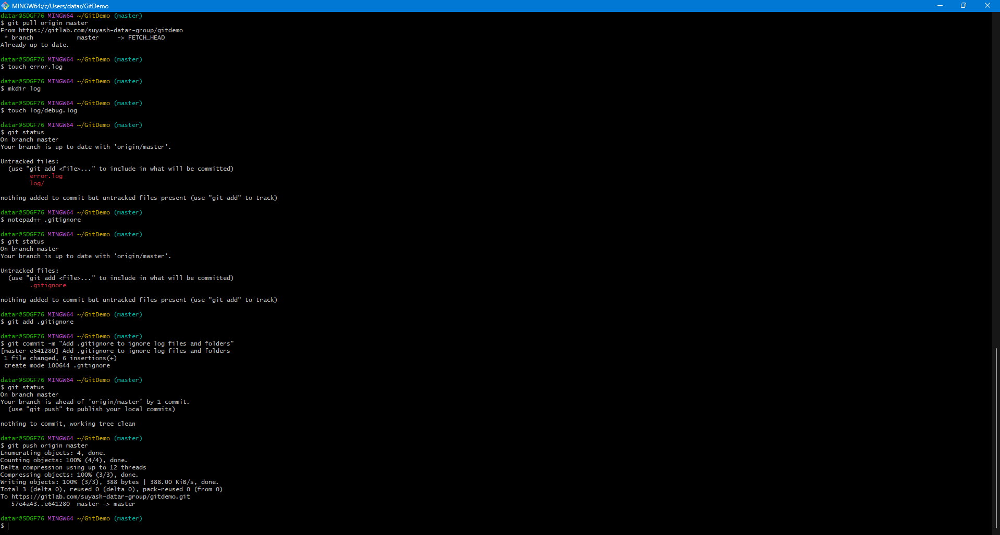 MINGW64:/c/Users/datar/GitDemo
datar@SDGF76 MINGW64 ~/GitDemo (master)
$ git pull origin master
From https://gitlab.com/suyash-datar-group/gitdemo
 * branch            master     -> FETCH_HEAD
Already up to date.

datar@SDGF76 MINGW64 ~/GitDemo (master)
$ touch error.log

datar@SDGF76 MINGW64 ~/GitDemo (master)
$ mkdir log

datar@SDGF76 MINGW64 ~/GitDemo (master)
$ touch log/debug.log

datar@SDGF76 MINGW64 ~/GitDemo (master)
$ git status
On branch master
Your branch is up to date with 'origin/master'.

Untracked files:
  (use "git add <file>..." to include in what will be committed)
        error.log
        log/

nothing added to commit but untracked files present (use "git add" to track)

datar@SDGF76 MINGW64 ~/GitDemo (master)
$ notepad++ .gitignore

datar@SDGF76 MINGW64 ~/GitDemo (master)
$ git status
On branch master
Your branch is up to date with 'origin/master'.

Untracked files:
  (use "git add <file>..." to include in what will be committed)
        .gitignore

nothing added to commit but untracked files present (use "git add" to track)

datar@SDGF76 MINGW64 ~/GitDemo (master)
$ git add .gitignore

datar@SDGF76 MINGW64 ~/GitDemo (master)
$ git commit -m "Add .gitignore to ignore log files and folders"
[master e641280] Add .gitignore to ignore log files and folders
 1 file changed, 6 insertions(+)
 create mode 100644 .gitignore

datar@SDGF76 MINGW64 ~/GitDemo (master)
$ git status
On branch master
Your branch is ahead of 'origin/master' by 1 commit.
  (use "git push" to publish your local commits)

nothing to commit, working tree clean

datar@SDGF76 MINGW64 ~/GitDemo (master)
$ git push origin master
Enumerating objects: 4, done.
Counting objects: 100% (4/4), done.
Delta compression using up to 12 threads
Compressing objects: 100% (3/3), done.
Writing objects: 100% (3/3), 388 bytes | 388.00 KiB/s, done.
Total 3 (delta 0), reused 0 (delta 0), pack-reused 0 (from 0)
To https://gitlab.com/suyash-datar-group/gitdemo.git
   57e4a43..e641280  master -> master

datar@SDGF76 MINGW64 ~/GitDemo (master)
$